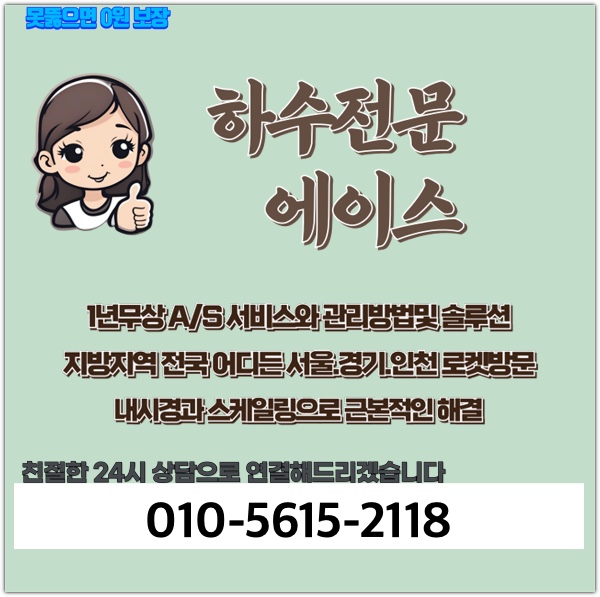 못뚫으면 0원 보장
하수전문
에이스
1년무상 A/S 서비스와 관리방법및 솔루션
지방지역 전국 어디든 서울.경기.인천 로켓방문
내시경과 스케일링으로 근본적인 해결
친절한 24시 상담으로 연결해드리겠습니다
010-5615-2118